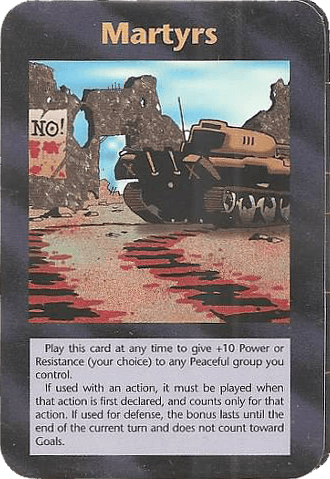 Martyrs
NO!
Play this card at any time to give +10 Power or
Resistance (your choice) to any Peaceful group you
control.
If used with an action, it must be played when
that action is first declared, and counts only for that
action. If used for defense, the bonus lasts until the
end of the current turn and does not count toward
Goals.